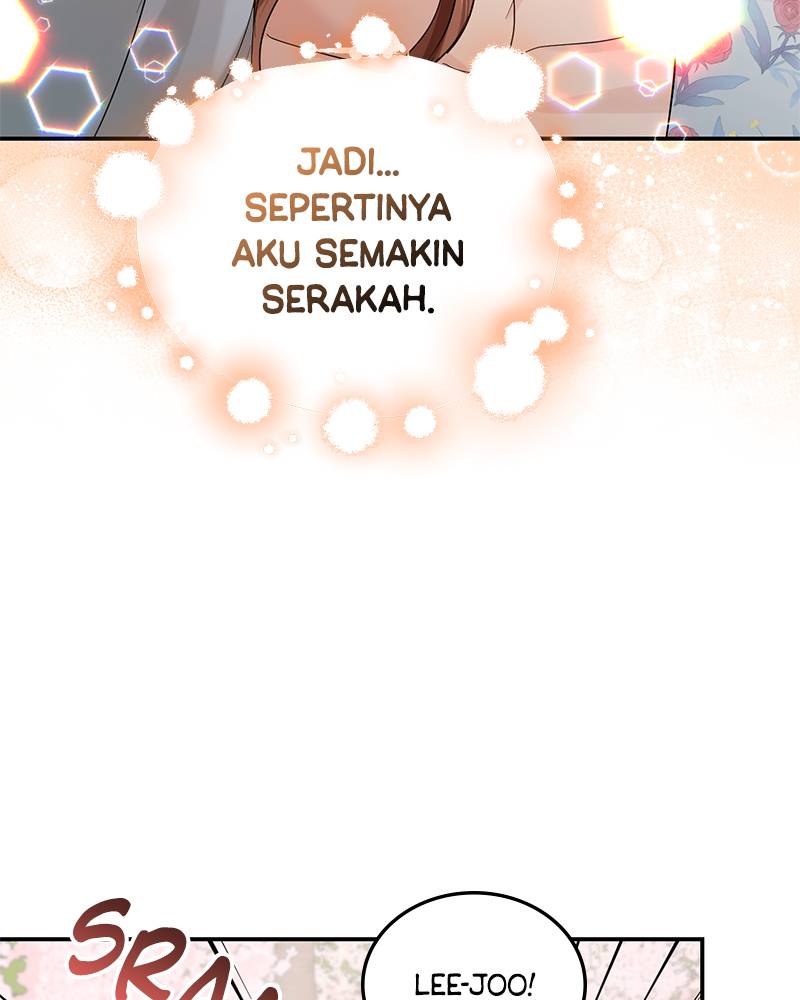 JADI...
SEPERTINYA
AKU SEMAKIN
SERAKAH.
LEE-JOO!